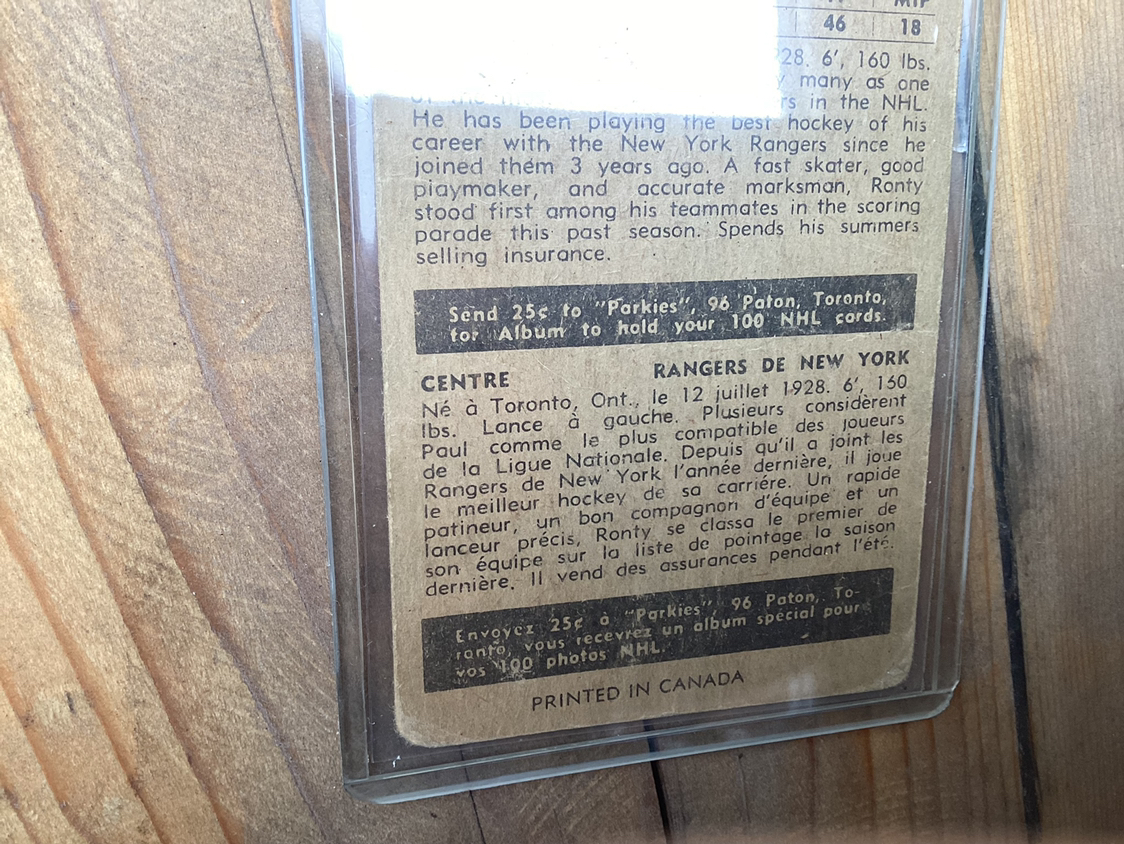 MIP
46 18
28. 6', 160 lbs.
many as one
in the NHL.
He has been playing the best hockey of his
career with the New York Rangers since he
joined them 3 years ago. A fast skater, good
playmaker, and accurate marksman, Ronty
stood first among his teammates in the scoring
parade this past season. Spends his summers
selling insurance.
Send 25¢ to "Parkies", 96 Paton, Toronto,
for Album to hold your 100 NHL cards.
CENTRE RANGERS DE NEW YORK
Né à Toronto, Ont., le 12 juillet 1928. 6', 160
lbs. Lance à gauche. Plusieurs considèrent
Paul comme le plus compatible des joueurs
de la Ligue Nationale. Depuis qu'il a joint les
Rangers de New York l'année dernière, il joue
le meilleur hockey de sa carriére. Un rapide
patineur, un bon compagnon d'équipe et un
lanceur précis, Ronty se classa le premier de
son équipe sur la liste de pointage la saison
dernière. Il vend des assurances pendant l'été.
Envoyez 25¢ à "Parkies", 96 Paton, To-
ronto, vous recevrez un album spécial pour
vos 100 photos NHL.
PRINTED IN CANADA